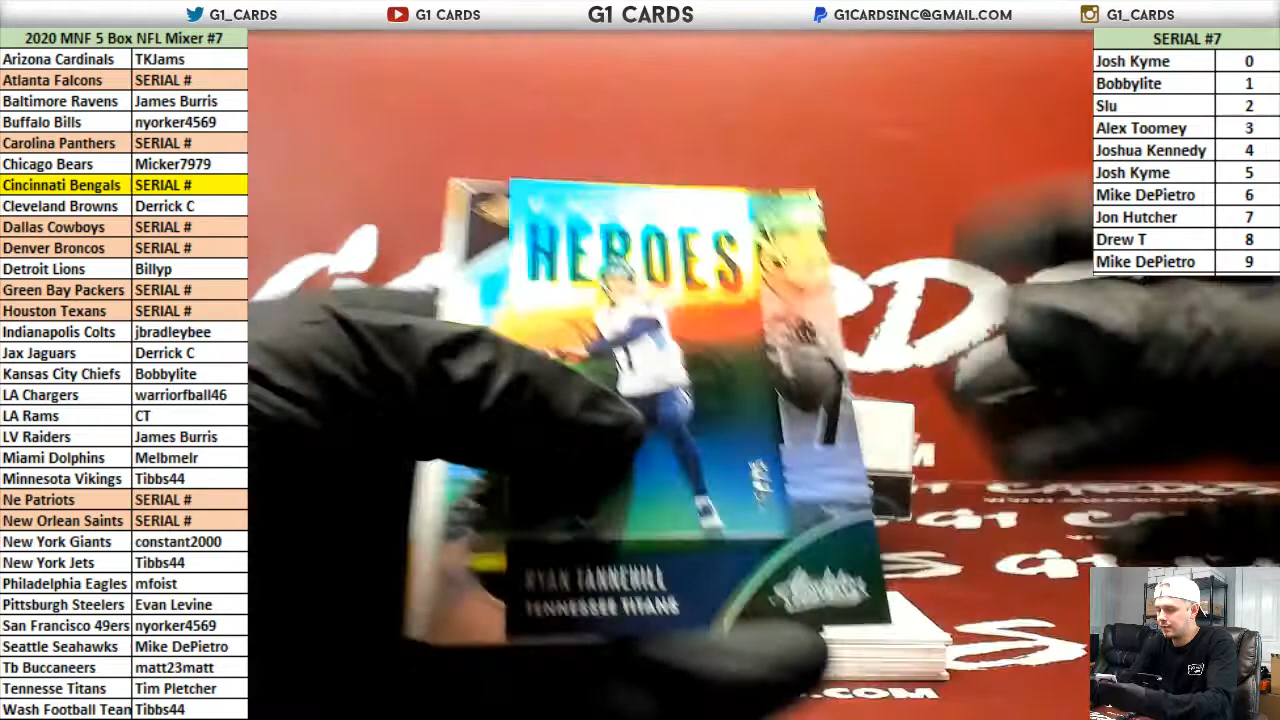 G1_CARDS
G1 CARDS
G1 CARDS
G1CARDSINC@GMAIL.COM
G1_CARDS
2020 MNF 5 Box NFL Mixer #7
Arizona Cardinals TKJams
Atlanta Falcons SERIAL #
Baltimore Ravens James Burris
Buffalo Bills nyorker4569
Carolina Panthers SERIAL #
Chicago Bears Micker7979
Cincinnati Bengals SERIAL #
Cleveland Browns Derrick C
Dallas Cowboys SERIAL #
Denver Broncos SERIAL #
Detroit Lions Billyp
Green Bay Packers SERIAL #
Houston Texans SERIAL #
Indianapolis Colts jbradleybee
Jax Jaguars Derrick C
Kansas City Chiefs Bobbylite
LA Chargers warriorfball46
LA Rams CT
LV Raiders James Burris
Miami Dolphins Melbmelr
Minnesota Vikings Tibbs44
Ne Patriots SERIAL #
New Orlean Saints SERIAL #
New York Giants constant2000
New York Jets Tibbs44
Philadelphia Eagles mfoist
Pittsburgh Steelers Evan Levine
San Francisco 49ers nyorker4569
Seattle Seahawks Mike DePietro
Tb Buccaneers matt23matt
Tennesse Titans Tim Pletcher
Wash Football Team Tibbs44
SERIAL #7
Josh Kyme 0
Bobbylite 1
Slu 2
Alex Toomey 3
Joshua Kennedy 4
Josh Kyme 5
Mike DePietro 6
Jon Hutcher 7
Drew T 8
Mike DePietro 9
HEROES
RYAN TANNEHILL
TENNESSEE TITANS
Absolute
.COM